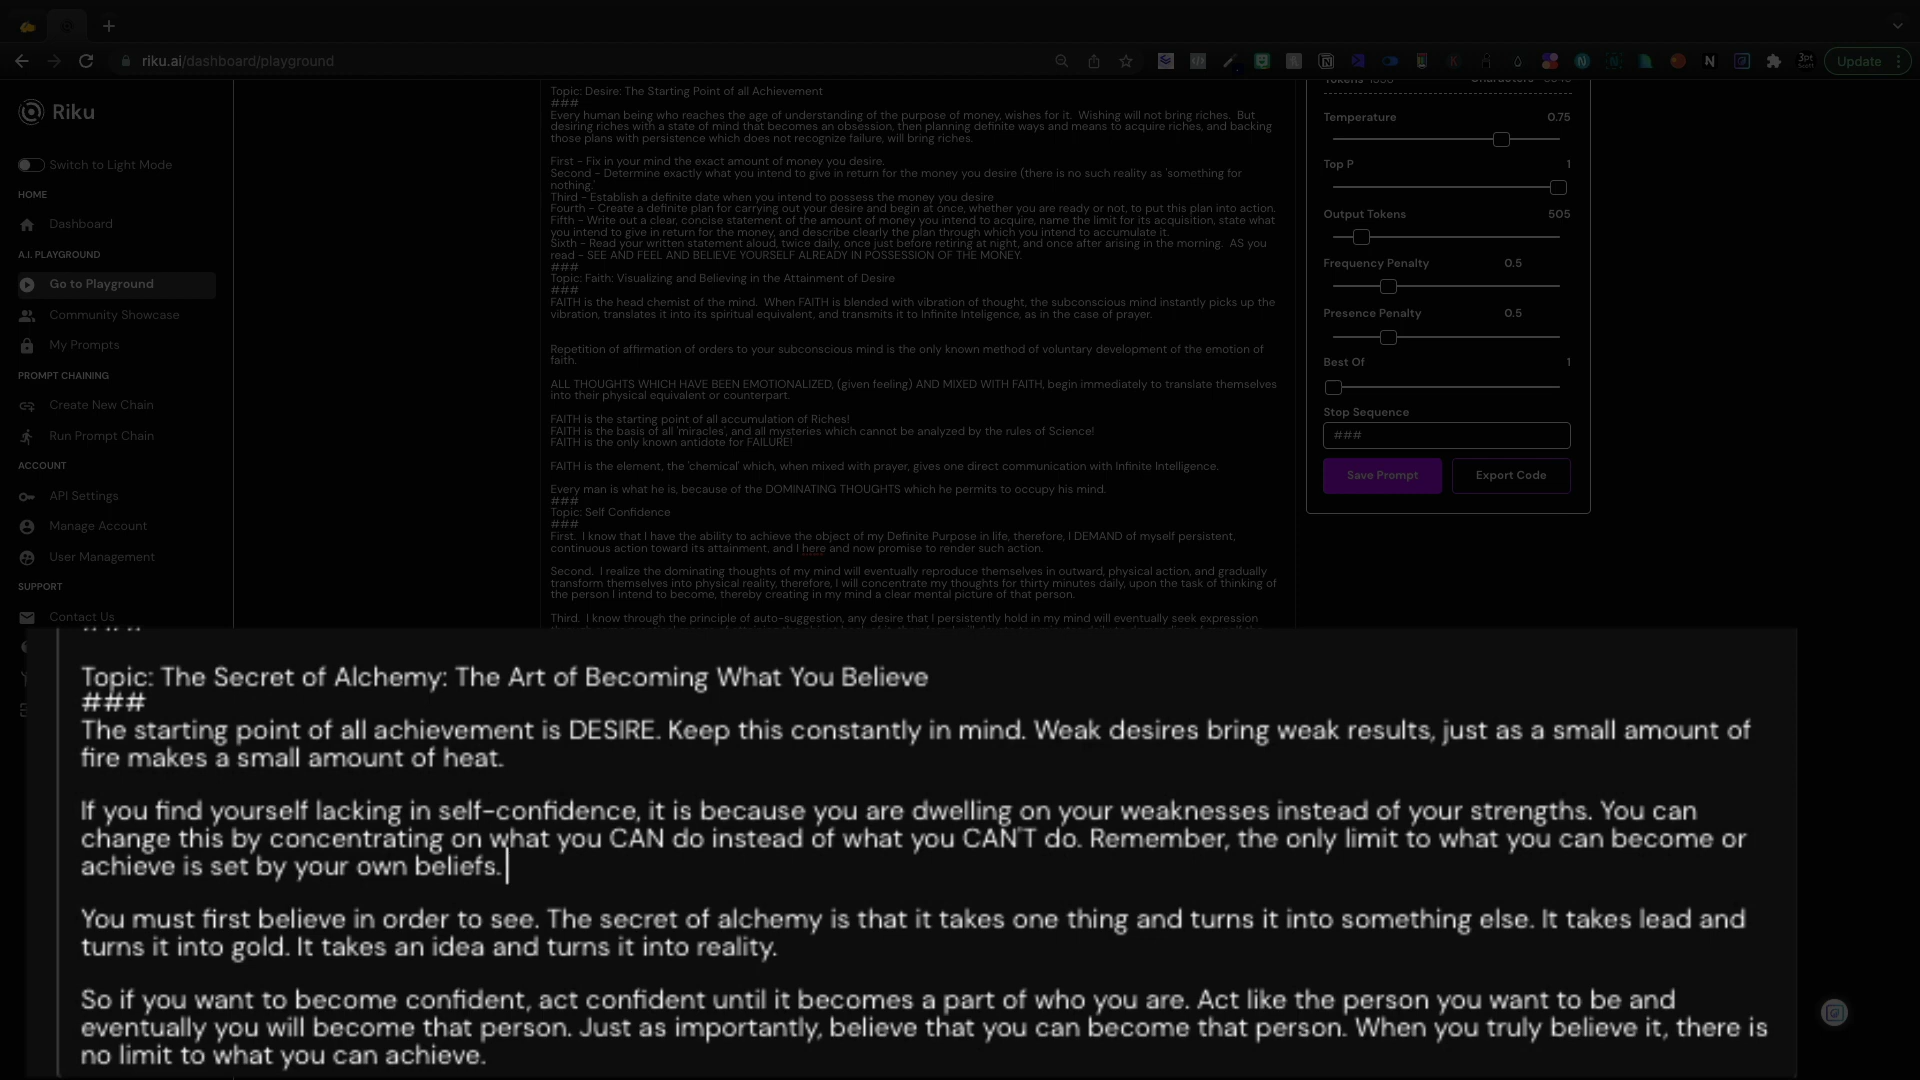 riku.ai/dashboard/playground
Update
Riku
Switch to Light Mode
HOME
Dashboard
A.I. PLAYGROUND
Go to Playground
Community Showcase
My Prompts
PROMPT CHAINING
Create New Chain
Run Prompt Chain
ACCOUNT
API Settings
Manage Account
User Management
SUPPORT
Contact Us
Topic: Desire: The Starting Point of all Achievement
###
Every human being who reaches the age of understanding of the purpose of money, wishes for it. Wishing will not bring riches. But
desiring riches with a state of mind that becomes an obsession, then planning definite ways and means to acquire riches, and backing
those plans with persistence which does not recognize failure, will bring riches.
First - Fix in your mind the exact amount of money you desire.
Second - Determine exactly what you intend to give in return for the money you desire (there is no such reality as 'something for
nothing.'
Third - Establish a definite date when you intend to possess the money you desire
Fourth - Create a definite plan for carrying out your desire and begin at once, whether you are ready or not, to put this plan into action.
Fifth - Write out a clear, concise statement of the amount of money you intend to acquire, name the limit for its acquisition, state what
you intend to give in return for the money, and describe clearly the plan through which you intend to accumulate it.
Sixth - Read your written statement aloud, twice daily, once just before retiring at night, and once after arising in the morning. AS you
read - SEE AND FEEL AND BELIEVE YOURSELF ALREADY IN POSSESSION OF THE MONEY.
###
Topic: Faith: Visualizing and Believing in the Attainment of Desire
###
FAITH is the head chemist of the mind. When FAITH is blended with vibration of thought, the subconscious mind instantly picks up the
vibration, translates it into its spiritual equivalent, and transmits it to Infinite Inteligence, as in the case of prayer.
Repetition of affirmation of orders to your subconscious mind is the only known method of voluntary development of the emotion of
faith.
ALL THOUGHTS WHICH HAVE BEEN EMOTIONALIZED, (given feeling) AND MIXED WITH FAITH, begin immediately to translate themselves
into their physical equivalent or counterpart.
FAITH is the starting point of all accumulation of Riches!
FAITH is the basis of all 'miracles', and all mysteries which cannot be analyzed by the rules of Science!
FAITH is the only known antidote for FAILURE!
FAITH is the element, the 'chemical' which, when mixed with prayer, gives one direct communication with Infinite Intelligence.
Every man is what he is, because of the DOMINATING THOUGHTS which he permits to occupy his mind.
###
Topic: Self Confidence
###
First. I know that I have the ability to achieve the object of my Definite Purpose in life, therefore, I DEMAND of myself persistent,
continuous action toward its attainment, and I here and now promise to render such action.
Second. I realize the dominating thoughts of my mind will eventually reproduce themselves in outward, physical action, and gradually
transform themselves into physical reality, therefore, I will concentrate my thoughts for thirty minutes daily, upon the task of thinking of
the person I intend to become, thereby creating in my mind a clear mental picture of that person.
Third. I know through the principle of auto-suggestion, any desire that I persistently hold in my mind will eventually seek expression
Temperature 0.75
Top P 1
Output Tokens 505
Frequency Penalty 0.5
Presence Penalty 0.5
Best Of 1
Stop Sequence
###
Save Prompt
Export Code
Topic: The Secret of Alchemy: The Art of Becoming What You Believe
###
The starting point of all achievement is DESIRE. Keep this constantly in mind. Weak desires bring weak results, just as a small amount of
fire makes a small amount of heat.
If you find yourself lacking in self-confidence, it is because you are dwelling on your weaknesses instead of your strengths. You can
change this by concentrating on what you CAN do instead of what you CAN'T do. Remember, the only limit to what you can become or
achieve is set by your own beliefs.
You must first believe in order to see. The secret of alchemy is that it takes one thing and turns it into something else. It takes lead and
turns it into gold. It takes an idea and turns it into reality.
So if you want to become confident, act confident until it becomes a part of who you are. Act like the person you want to be and
eventually you will become that person. Just as importantly, believe that you can become that person. When you truly believe it, there is
no limit to what you can achieve.